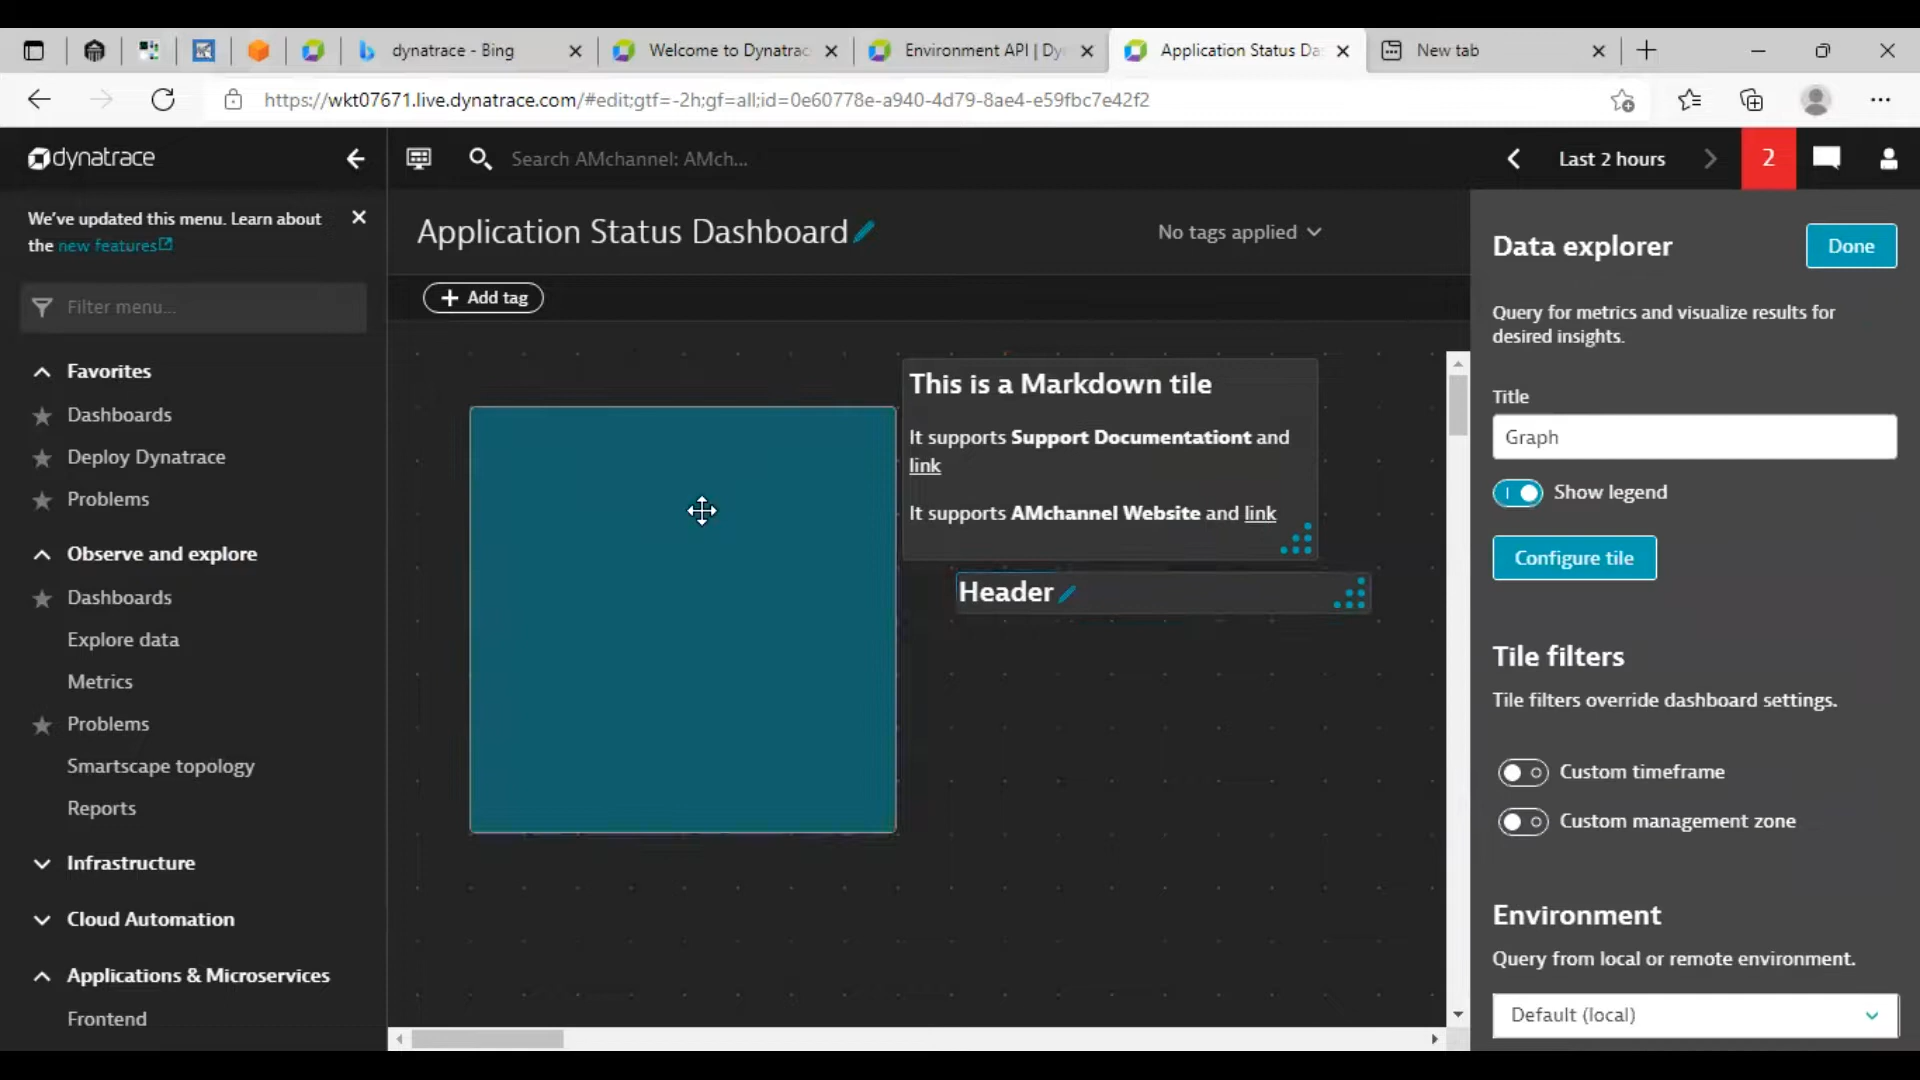 dynatrace - Bing
Welcome to Dynatrac
Environment API | Dy
Application Status Da
New tab
https://wkt07671.live.dynatrace.com/#edit;gtf=-2h;gf=all;id=0e60778e-a940-4d79-8ae4-e59fbc7e42f2
dynatrace
Search AMchannel: AMch...
Last 2 hours
2
We've updated this menu. Learn about
the new features
Filter menu...
Favorites
Dashboards
Deploy Dynatrace
Problems
Observe and explore
Dashboards
Explore data
Metrics
Problems
Smartscape topology
Reports
Infrastructure
Cloud Automation
Applications & Microservices
Frontend
Application Status Dashboard
No tags applied
Add tag
This is a Markdown tile
It supports Support Documentationt and
link
It supports AMchannel Website and link
Header
Data explorer
Done
Query for metrics and visualize results for
desired insights.
Title
Graph
Show legend
Configure tile
Tile filters
Tile filters override dashboard settings.
Custom timeframe
Custom management zone
Environment
Query from local or remote environment.
Default (local)